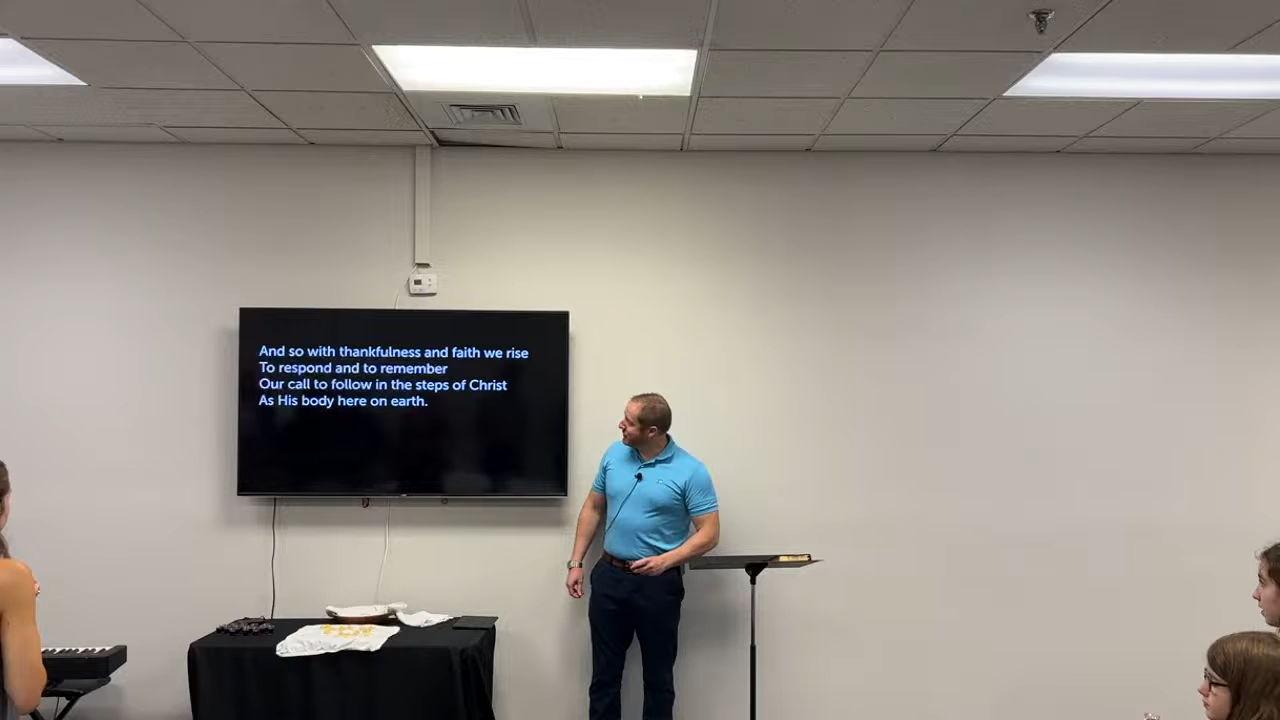 And so with thankfulness and faith we rise
To respond and to remember
Our call to follow in the steps of Christ
As His body here on earth.